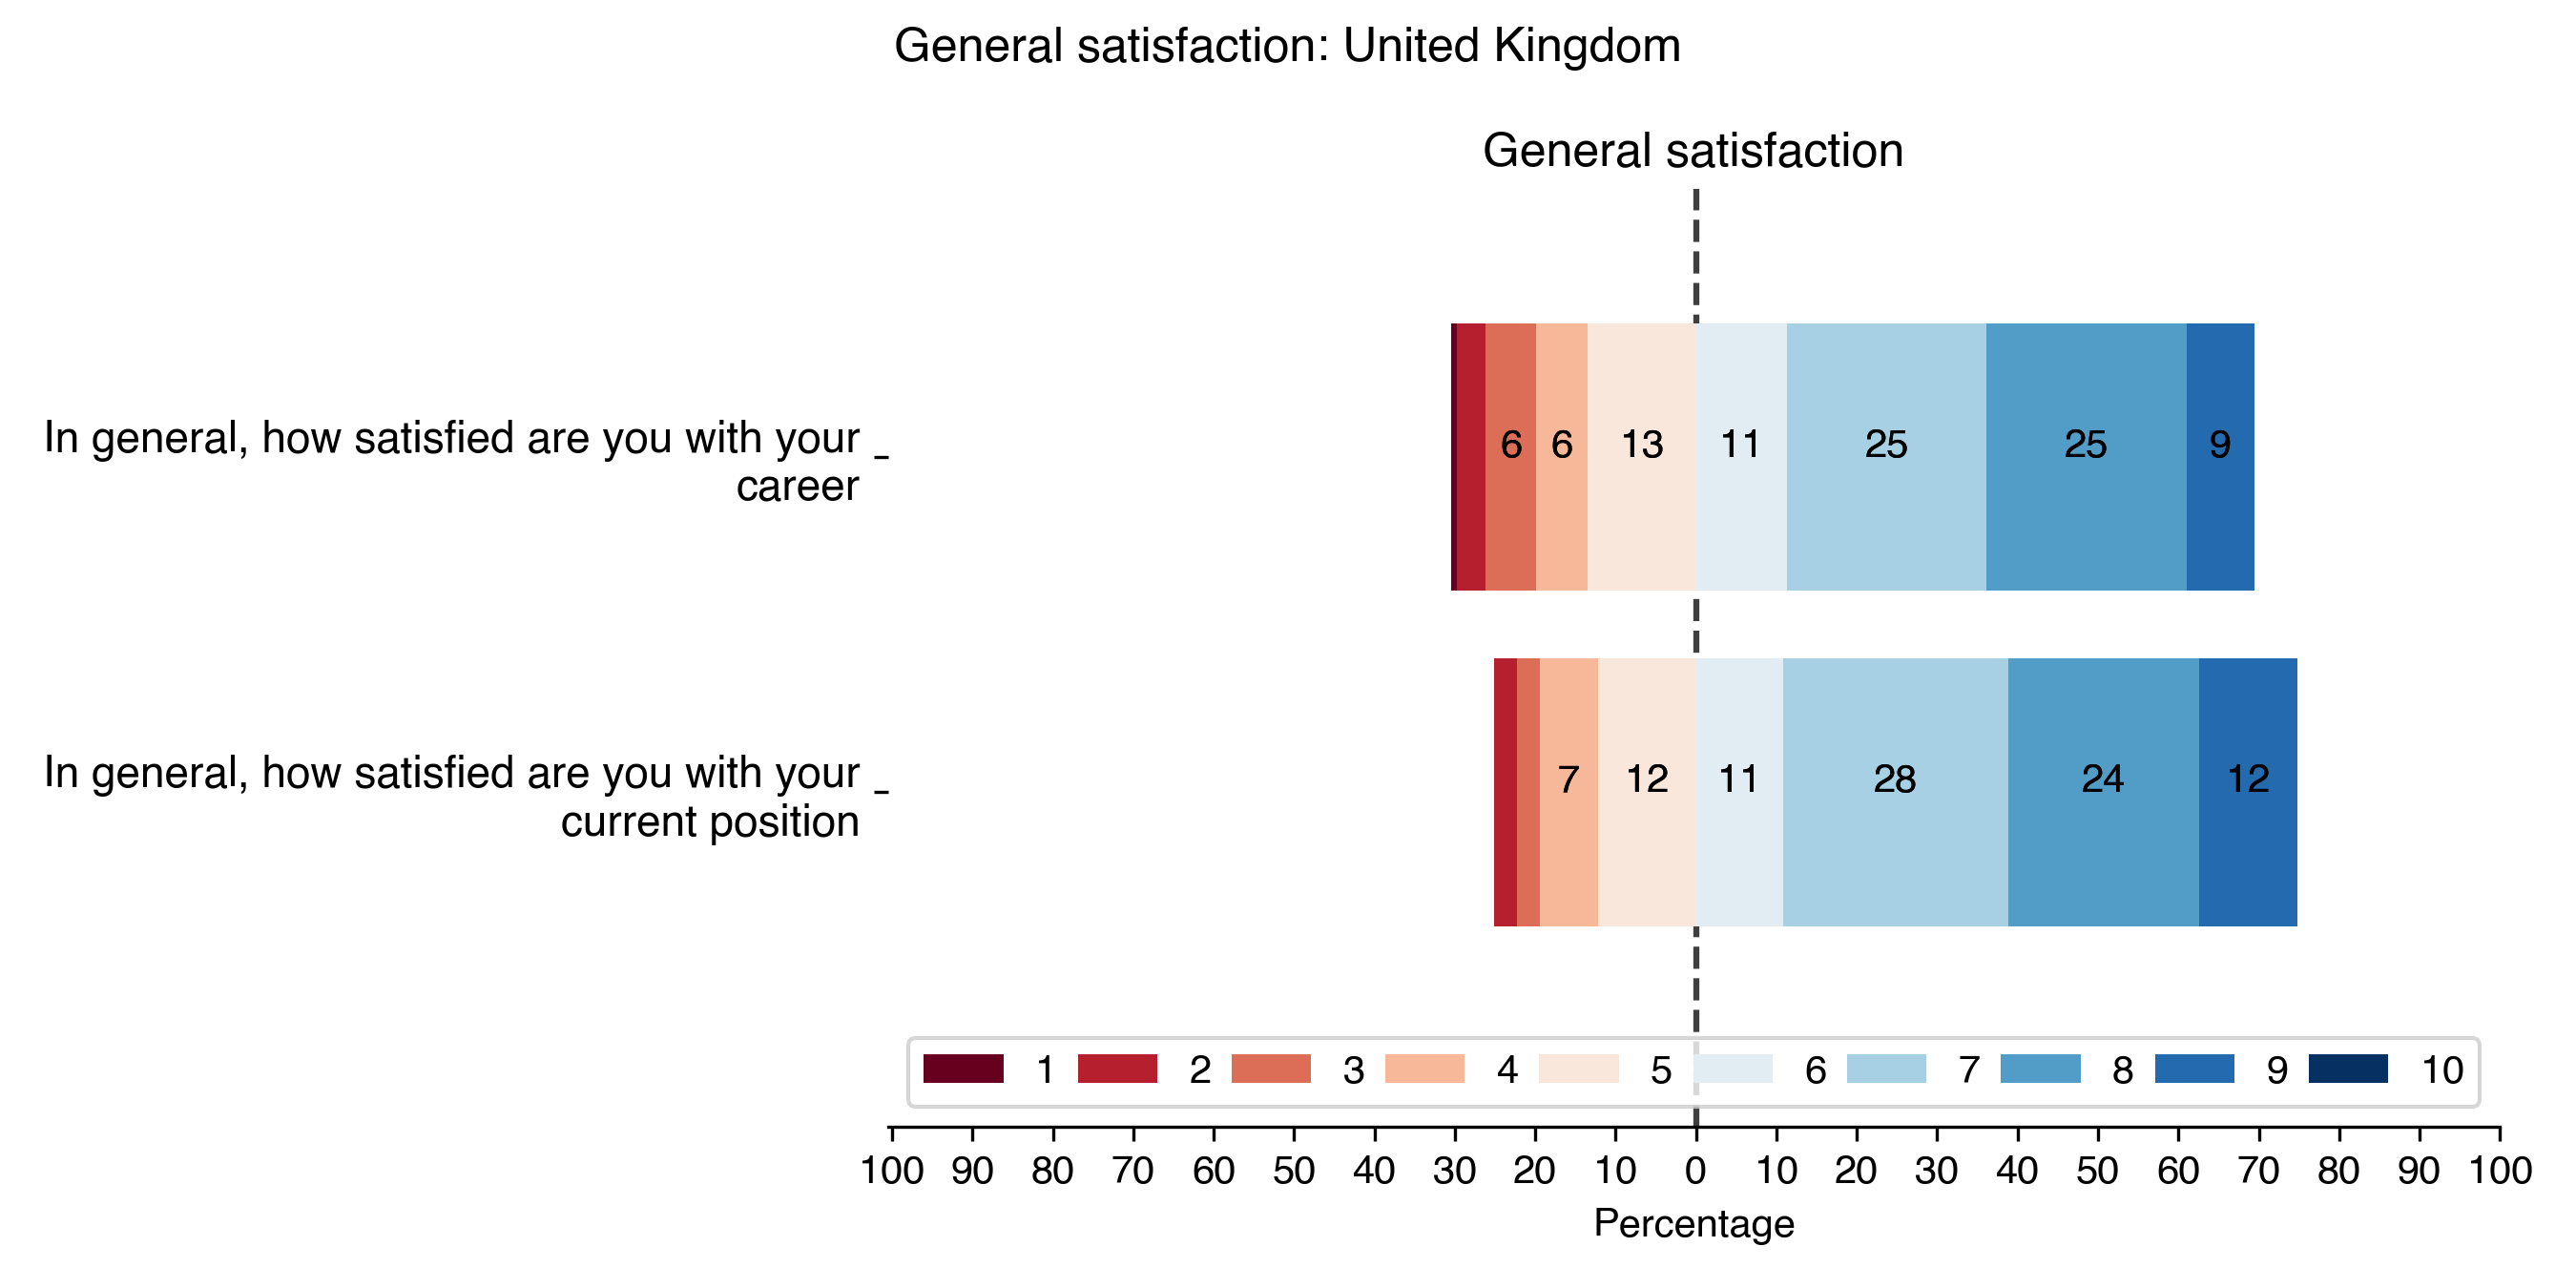 General satisfaction: United Kingdom
General satisfaction
In general, how satisfied are you with your
career
6 6 13 11 25 25 9
In general, how satisfied are you with your
current position
7 12 11 28 24 12
1 2 3 4 5 6 7 8 9 10
100 90 80 70 60 50 40 30 20 10 0 10 20 30 40 50 60 70 80 90 100
Percentage